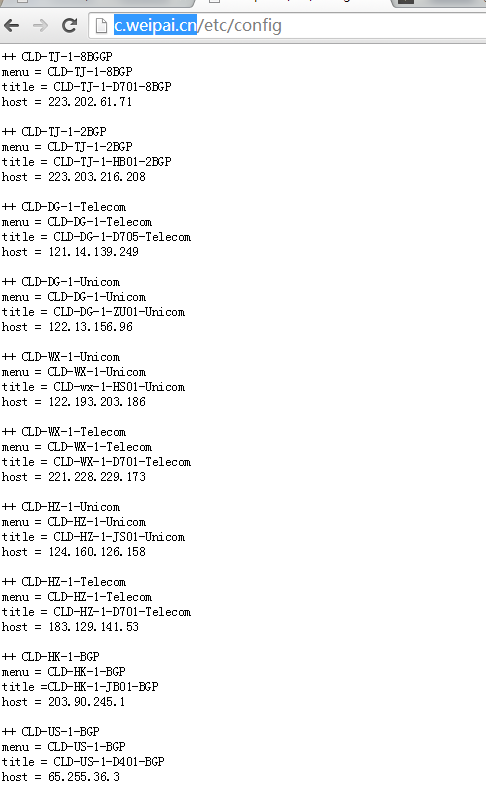 c.weipai.cn/etc/config
++ CLD-TJ-1-8BGGP
menu = CLD-TJ-1-8BGP
title = CLD-TJ-1-D701-8BGP
host = 223.202.61.71
++ CLD-TJ-1-2BGP
menu = CLD-TJ-1-2BGP
title = CLD-TJ-1-HB01-2BGP
host = 223.203.216.208
++ CLD-DG-1-Telecom
menu = CLD-DG-1-Telecom
title = CLD-DG-1-D705-Telecom
host = 121.14.139.249
++ CLD-DG-1-Unicom
menu = CLD-DG-1-Unicom
title = CLD-DG-1-ZU01-Unicom
host = 122.13.156.96
++ CLD-WX-1-Unicom
menu = CLD-WX-1-Unicom
title = CLD-wx-1-HS01-Unicom
host = 122.193.203.186
++ CLD-WX-1-Telecom
menu = CLD-WX-1-Telecom
title = CLD-WX-1-D701-Telecom
host = 221.228.229.173
++ CLD-HZ-1-Unicom
menu = CLD-HZ-1-Unicom
title = CLD-HZ-1-JS01-Unicom
host = 124.160.126.158
++ CLD-HZ-1-Telecom
menu = CLD-HZ-1-Telecom
title = CLD-HZ-1-D701-Telecom
host = 183.129.141.53
++ CLD-HK-1-BGP
menu = CLD-HK-1-BGP
title =CLD-HK-1-JB01-BGP
host = 203.90.245.1
++ CLD-US-1-BGP
menu = CLD-US-1-BGP
title = CLD-US-1-D401-BGP
host = 65.255.36.3